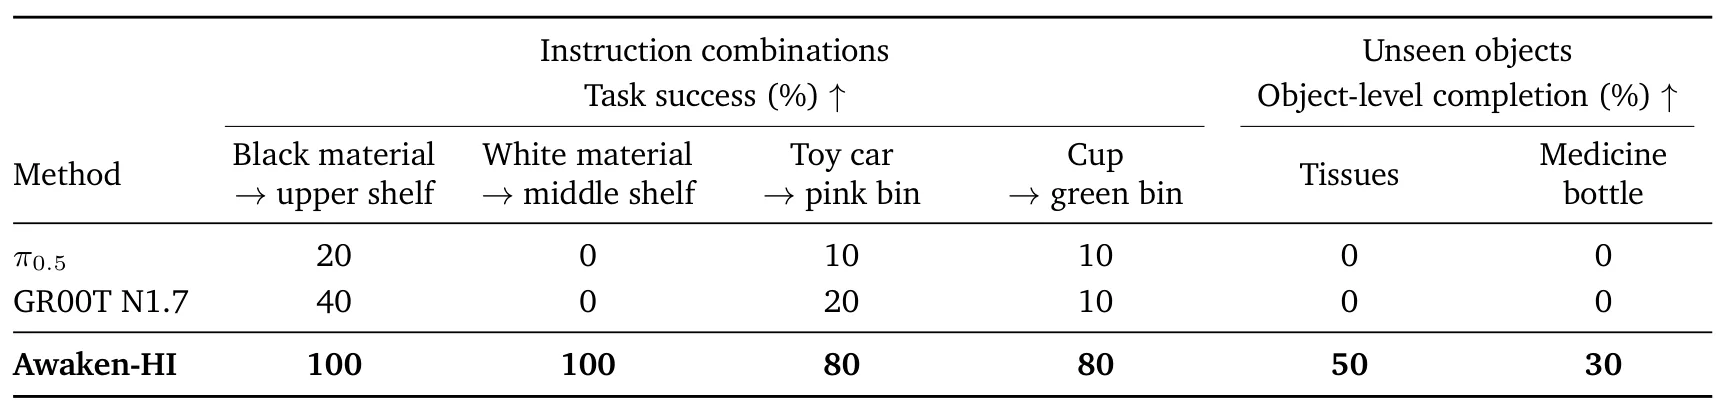 Instruction combinations Unseen objects
Task success (%) ↑ Object-level completion (%) ↑
Method Black material → upper shelf White material → middle shelf Toy car → pink bin Cup → green bin Tissues Medicine bottle
π0.5 20 0 10 10 0 0
GR00T N1.7 40 0 20 10 0 0
Awaken-HI 100 100 80 80 50 30